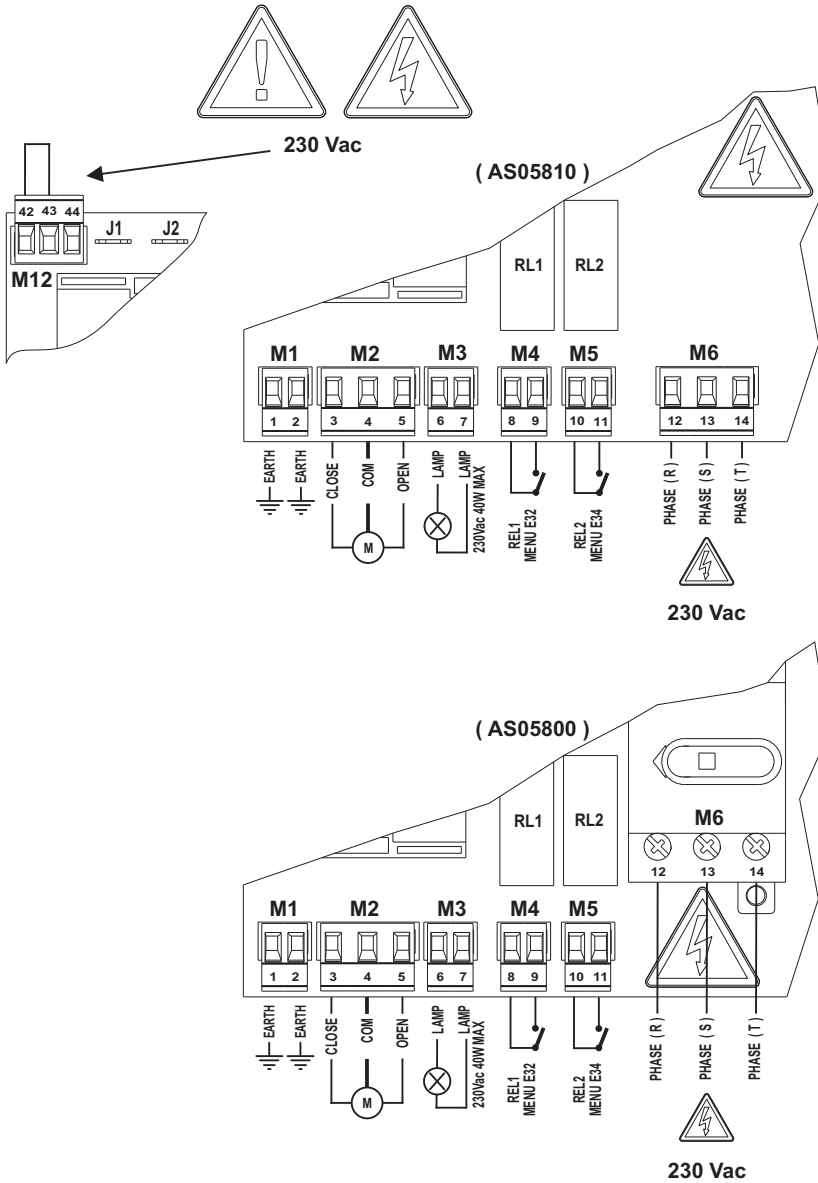 230 Vac
( AS05810 )
42 43 44
J1 J2
M12
RL1 RL2
M1 M2 M3 M4 M5 M6
1 2 3 4 5 6 7 8 9 10 11 12 13 14
EARTH
EARTH
CLOSE
COM
OPEN
LAMP
LAMP
230Vac 40W MAX
REL1
MENU E32
REL2
MENU E34
PHASE ( R )
PHASE ( S )
PHASE ( T )
M
230 Vac
( AS05800 )
RL1 RL2
M6
12 13 14
M1 M2 M3 M4 M5
1 2 3 4 5 6 7 8 9 10 11
EARTH
EARTH
CLOSE
COM
OPEN
LAMP
LAMP
230Vac 40W MAX
REL1
MENU E32
REL2
MENU E34
PHASE ( R )
PHASE ( S )
PHASE ( T )
M
230 Vac